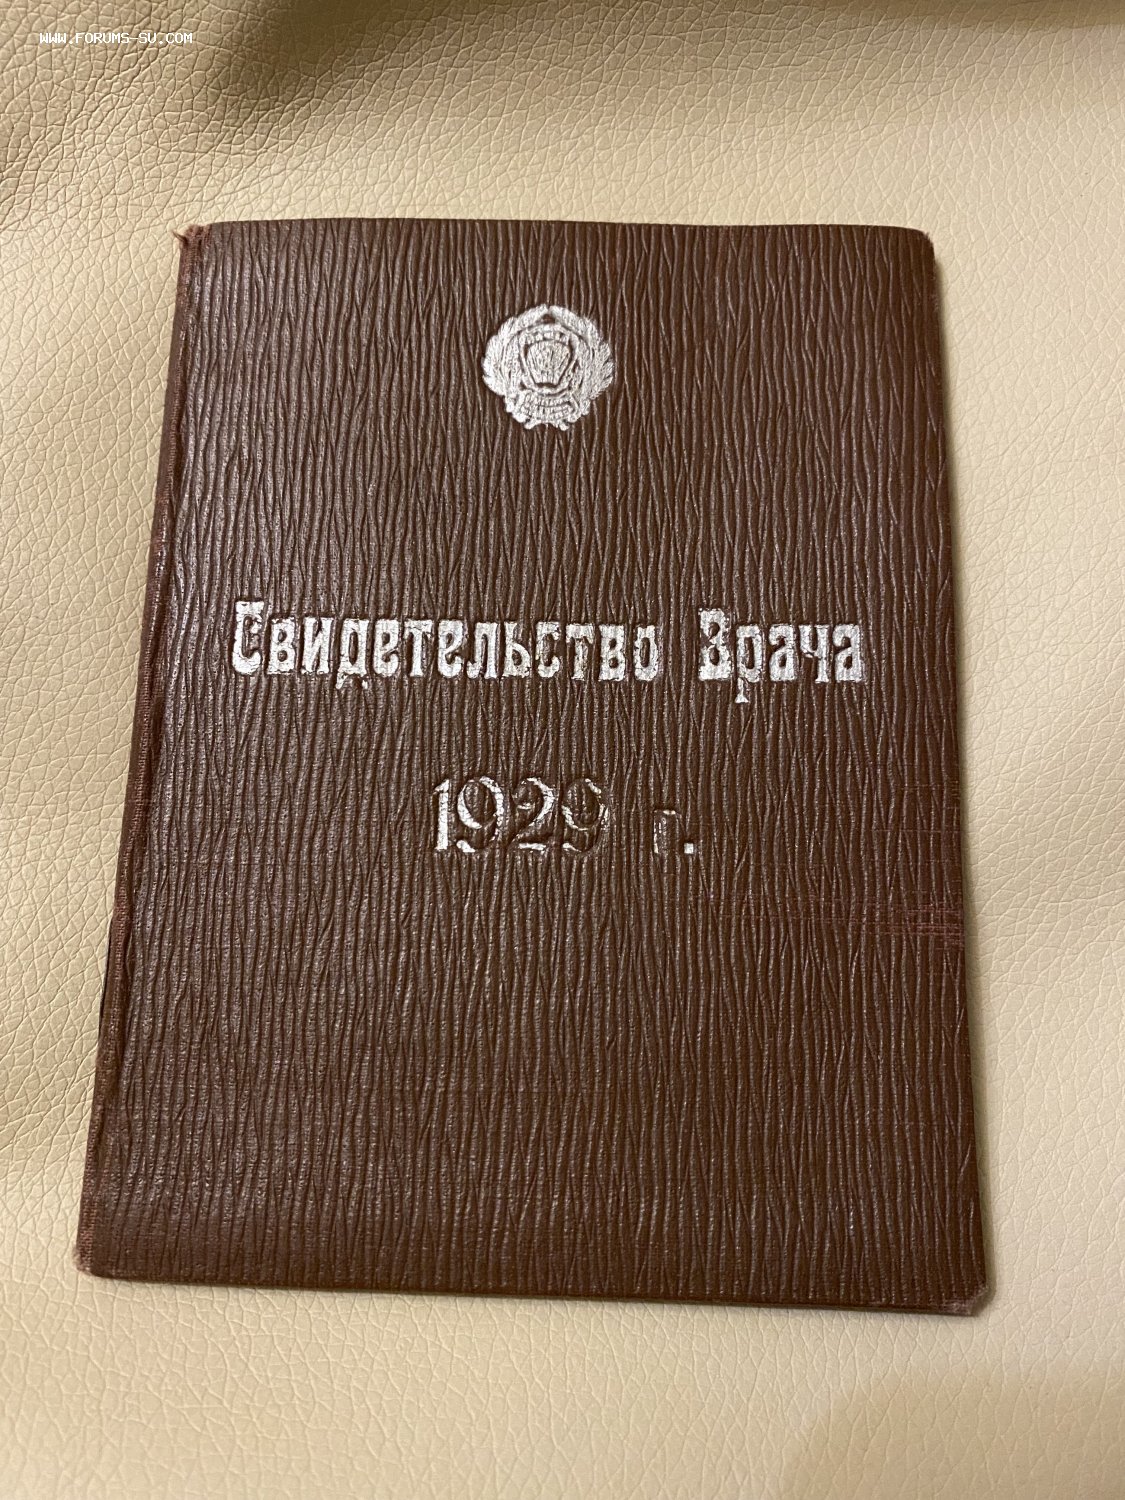 WWW.FORUMS-SU.COM
Свидетельство Врача
1929 г.